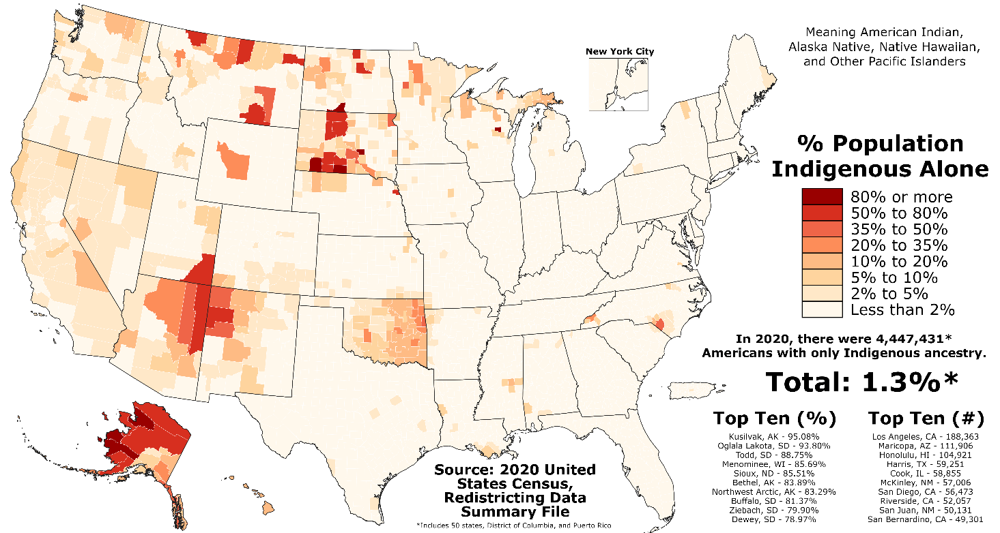 Meaning American Indian,
Alaska Native, Native Hawaiian,
and Other Pacific Islanders
New York City
% Population
Indigenous Alone
80% or more
50% to 80%
35% to 50%
20% to 35%
10% to 20%
5% to 10%
2% to 5%
Less than 2%
In 2020, there were 4,447,431*
Americans with only Indigenous ancestry.
Total: 1.3%*
Top Ten (%)
Kusilvak, AK - 95.08%
Oglala Lakota, SD - 93.80%
Todd, SD - 88.75%
Menominee, WI - 85.69%
Sioux, ND - 85.51%
Bethel, AK - 83.89%
Northwest Arctic, AK - 83.29%
Buffalo, SD - 81.37%
Ziebach, SD - 79.90%
Dewey, SD - 78.97%
Top Ten (#)
Los Angeles, CA - 188,363
Maricopa, AZ - 111,906
Honolulu, HI - 104,921
Harris, TX - 59,251
Cook, IL - 58,855
McKinley, NM - 57,006
San Diego, CA - 56,473
Riverside, CA - 52,057
San Juan, NM - 50,131
San Bernardino, CA - 49,301
Source: 2020 United
States Census,
Redistricting Data
Summary File
*Includes 50 states, District of Columbia, and Puerto Rico